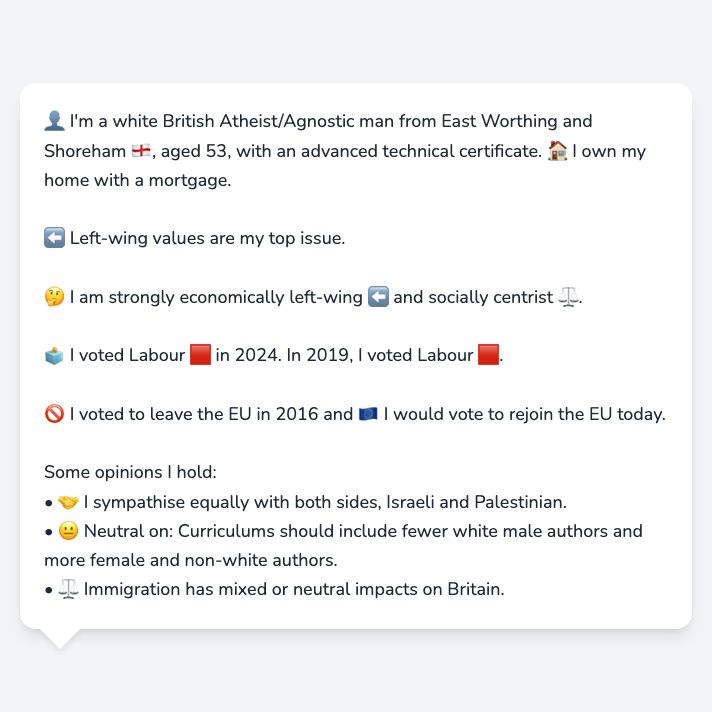 👤 I'm a white British Atheist/Agnostic man from East Worthing and
Shoreham 🏴󠁧󠁢󠁥󠁮󠁧󠁿, aged 53, with an advanced technical certificate. 🏠 I own my
home with a mortgage.
⬅️ Left-wing values are my top issue.
🤔 I am strongly economically left-wing ⬅️ and socially centrist ⚖️.
🗳️ I voted Labour 🟥 in 2024. In 2019, I voted Labour 🟥.
🚫 I voted to leave the EU in 2016 and 🇪🇺 I would vote to rejoin the EU today.
Some opinions I hold:
• 🤝 I sympathise equally with both sides, Israeli and Palestinian.
• 😐 Neutral on: Curriculums should include fewer white male authors and
more female and non-white authors.
• ⚖️ Immigration has mixed or neutral impacts on Britain.